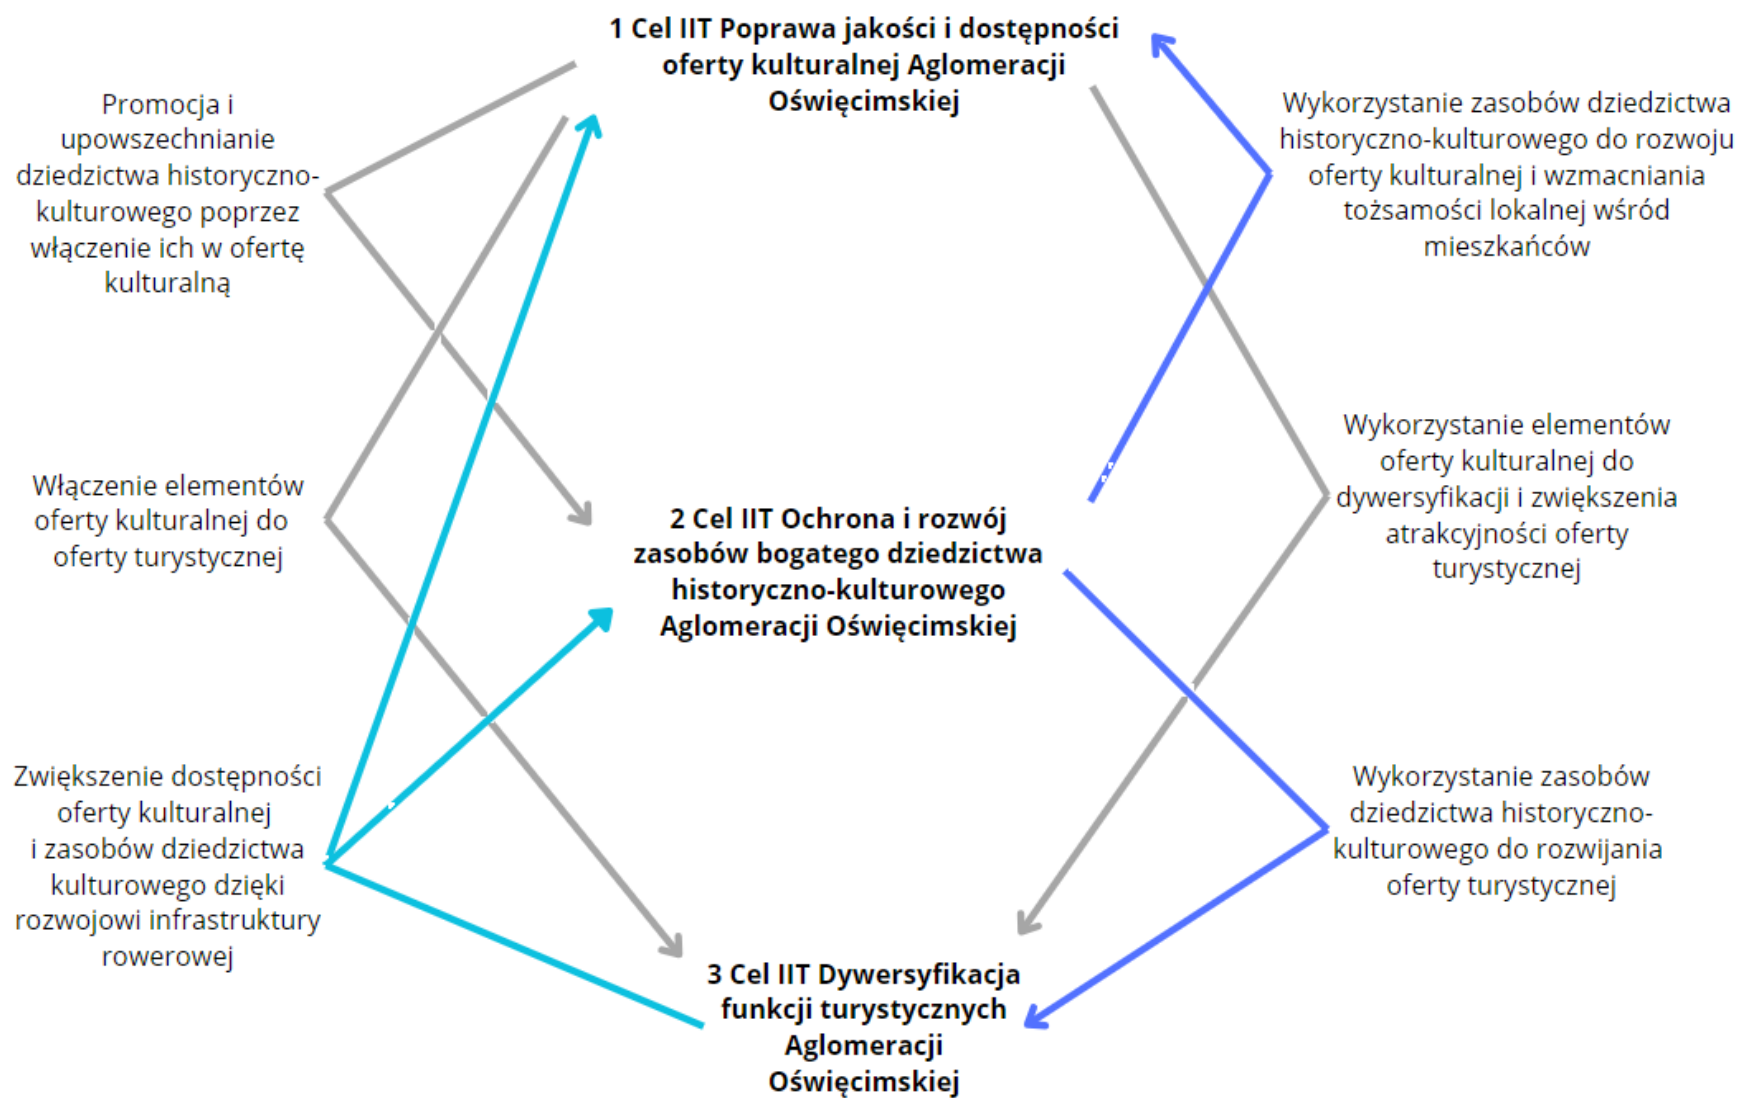 1 Cel IIT Poprawa jakości i dostępności
oferty kulturalnej Aglomeracji
Oświęcimskiej
Promocja i
upowszechnianie
dziedzictwa historyczno-
kulturowego poprzez
włączenie ich w ofertę
kulturalną
Wykorzystanie zasobów dziedzictwa
historyczno-kulturowego do rozwoju
oferty kulturalnej i wzmacniania
tożsamości lokalnej wśród
mieszkańców
Włączenie elementów
oferty kulturalnej do
oferty turystycznej
2 Cel IIT Ochrona i rozwój
zasobów bogatego dziedzictwa
historyczno-kulturowego
Aglomeracji Oświęcimskiej
Wykorzystanie elementów
oferty kulturalnej do
dywersyfikacji i zwiększenia
atrakcyjności oferty
turystycznej
Zwiększenie dostępności
oferty kulturalnej
i zasobów dziedzictwa
kulturowego dzięki
rozwojowi infrastruktury
rowerowej
Wykorzystanie zasobów
dziedzictwa historyczno-
kulturowego do rozwijania
oferty turystycznej
3 Cel IIT Dywersyfikacja
funkcji turystycznych
Aglomeracji
Oświęcimskiej